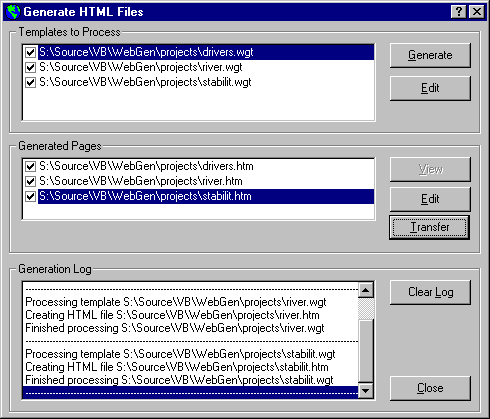 Generate HTML Files
Templates to Process
S:\Source\VB\WebGen\projects\drivers.wgt
S:\Source\VB\WebGen\projects\river.wgt
S:\Source\VB\WebGen\projects\stabilit.wgt
Generate
Edit
Generated Pages
S:\Source\VB\WebGen\projects\drivers.htm
S:\Source\VB\WebGen\projects\river.htm
S:\Source\VB\WebGen\projects\stabilit.htm
View
Edit
Transfer
Generation Log
Processing template S:\Source\VB\WebGen\projects\river.wgt
Creating HTML file S:\Source\VB\WebGen\projects\river.htm
Finished processing S:\Source\VB\WebGen\projects\river.wgt
Processing template S:\Source\VB\WebGen\projects\stabilit.wgt
Creating HTML file S:\Source\VB\WebGen\projects\stabilit.htm
Finished processing S:\Source\VB\WebGen\projects\stabilit.wgt
Clear Log
Close